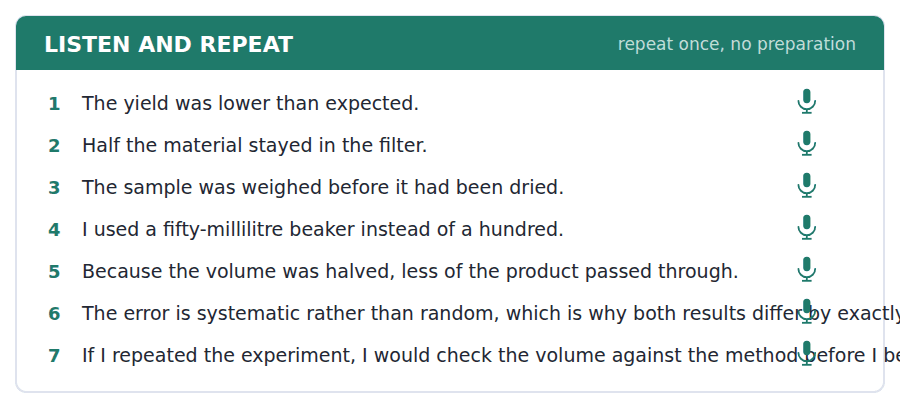 LISTEN AND REPEAT
repeat once, no preparation
1 The yield was lower than expected.
2 Half the material stayed in the filter.
3 The sample was weighed before it had been dried.
4 I used a fifty-millilitre beaker instead of a hundred.
5 Because the volume was halved, less of the product passed through.
6 The error is systematic rather than random, which is why both results differ by exactly
7 If I repeated the experiment, I would check the volume against the method before I be